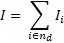 I = ∑_{i∈n_d} I_i